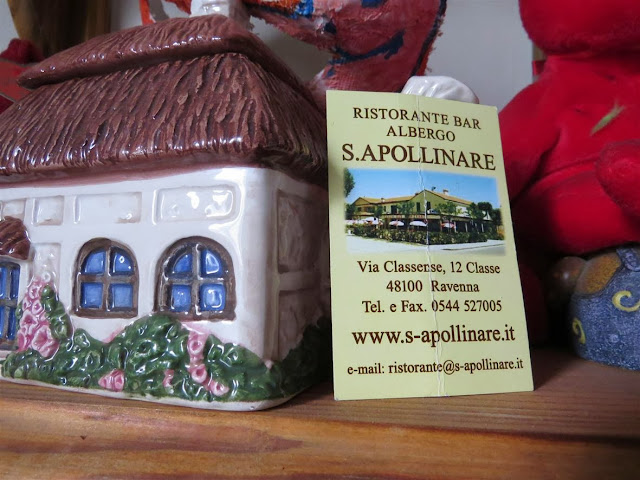 RISTORANTE BAR
ALBERGO
S.APOLLINARE
Via Classense, 12 Classe
48100 Ravenna
Tel. e Fax. 0544 527005
www.s-apollinare.it
e-mail: ristorante@s-apollinare.it